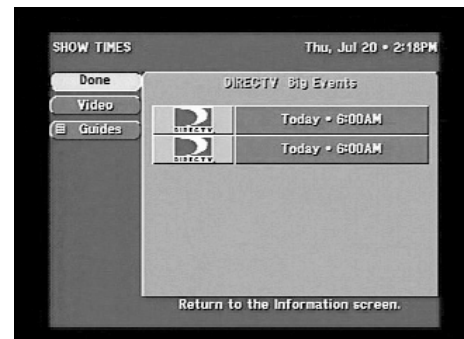 SHOW TIMES
Thu, Jul 20 • 2:18PM
Done
DIRECTV Big Events
Video
DIRECTV
Today • 6:00AM
Guides
DIRECTV
Today • 6:00AM
Return to the Information screen.